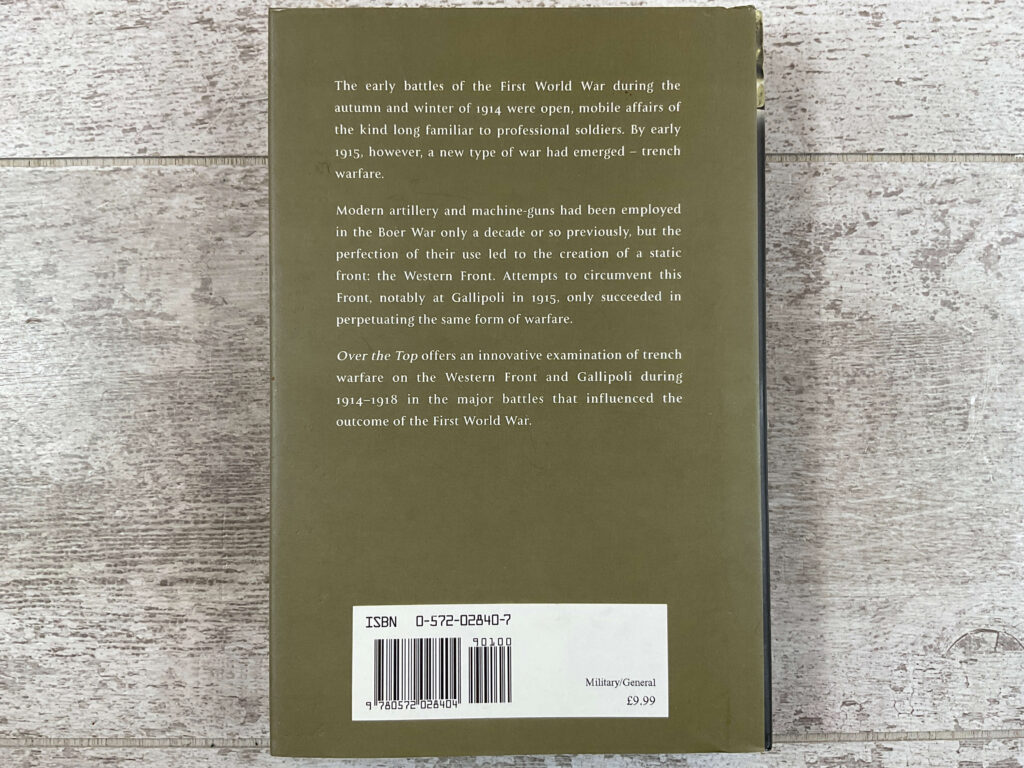 The early battles of the First World War during the
autumn and winter of 1914 were open, mobile affairs of
the kind long familiar to professional soldiers. By early
1915, however, a new type of war had emerged – trench
warfare.
Modern artillery and machine-guns had been employed
in the Boer War only a decade or so previously, but the
perfection of their use led to the creation of a static
front: the Western Front. Attempts to circumvent this
Front, notably at Gallipoli in 1915, only succeeded in
perpetuating the same form of warfare.
Over the Top offers an innovative examination of trench
warfare on the Western Front and Gallipoli during
1914–1918 in the major battles that influenced the
outcome of the First World War.
ISBN 0-572-02840-7
90100
9 780572 028404
Military/General
£9.99